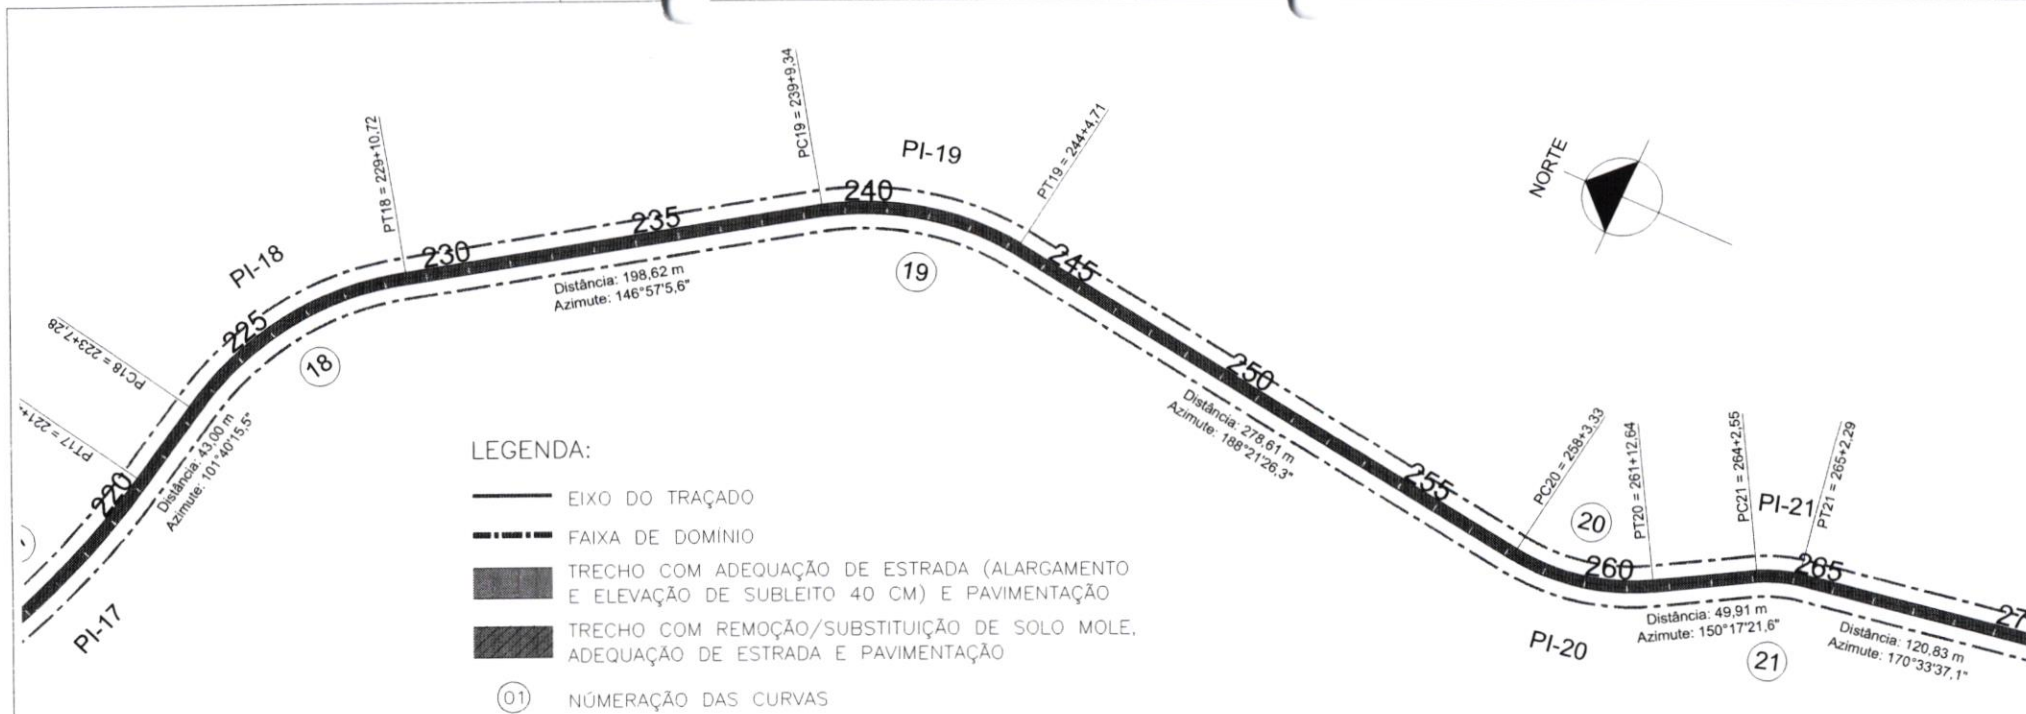 PT17 = 221+
PC18 = 223+7,28
PI-18
PT18 = 229+10,72
PC19 = 239+9,34
PI-19
PT19 = 244+4,71
NORTE
220
225
230
235
240
245
250
255
260
265
27
18
19
20
21
Distância: 43,00 m
Azimute: 101°40'15,5"
Distância: 198,62 m
Azimute: 146°57'5,6"
Distância: 278,61 m
Azimute: 188°21'26,3"
PC20 = 258+3,33
PT20 = 261+12,64
PC21 = 264+2,55
PI-21
PT21 = 265+2,29
Distância: 49,91 m
Azimute: 150°17'21,6"
Distância: 120,83 m
Azimute: 170°33'37,1"
PI-17
PI-20
LEGENDA:
EIXO DO TRAÇADO
FAIXA DE DOMÍNIO
TRECHO COM ADEQUAÇÃO DE ESTRADA (ALARGAMENTO
E ELEVAÇÃO DE SUBLEITO 40 CM) E PAVIMENTAÇÃO
TRECHO COM REMOÇÃO/SUBSTITUIÇÃO DE SOLO MOLE,
ADEQUAÇÃO DE ESTRADA E PAVIMENTAÇÃO
01 NÚMERAÇÃO DAS CURVAS